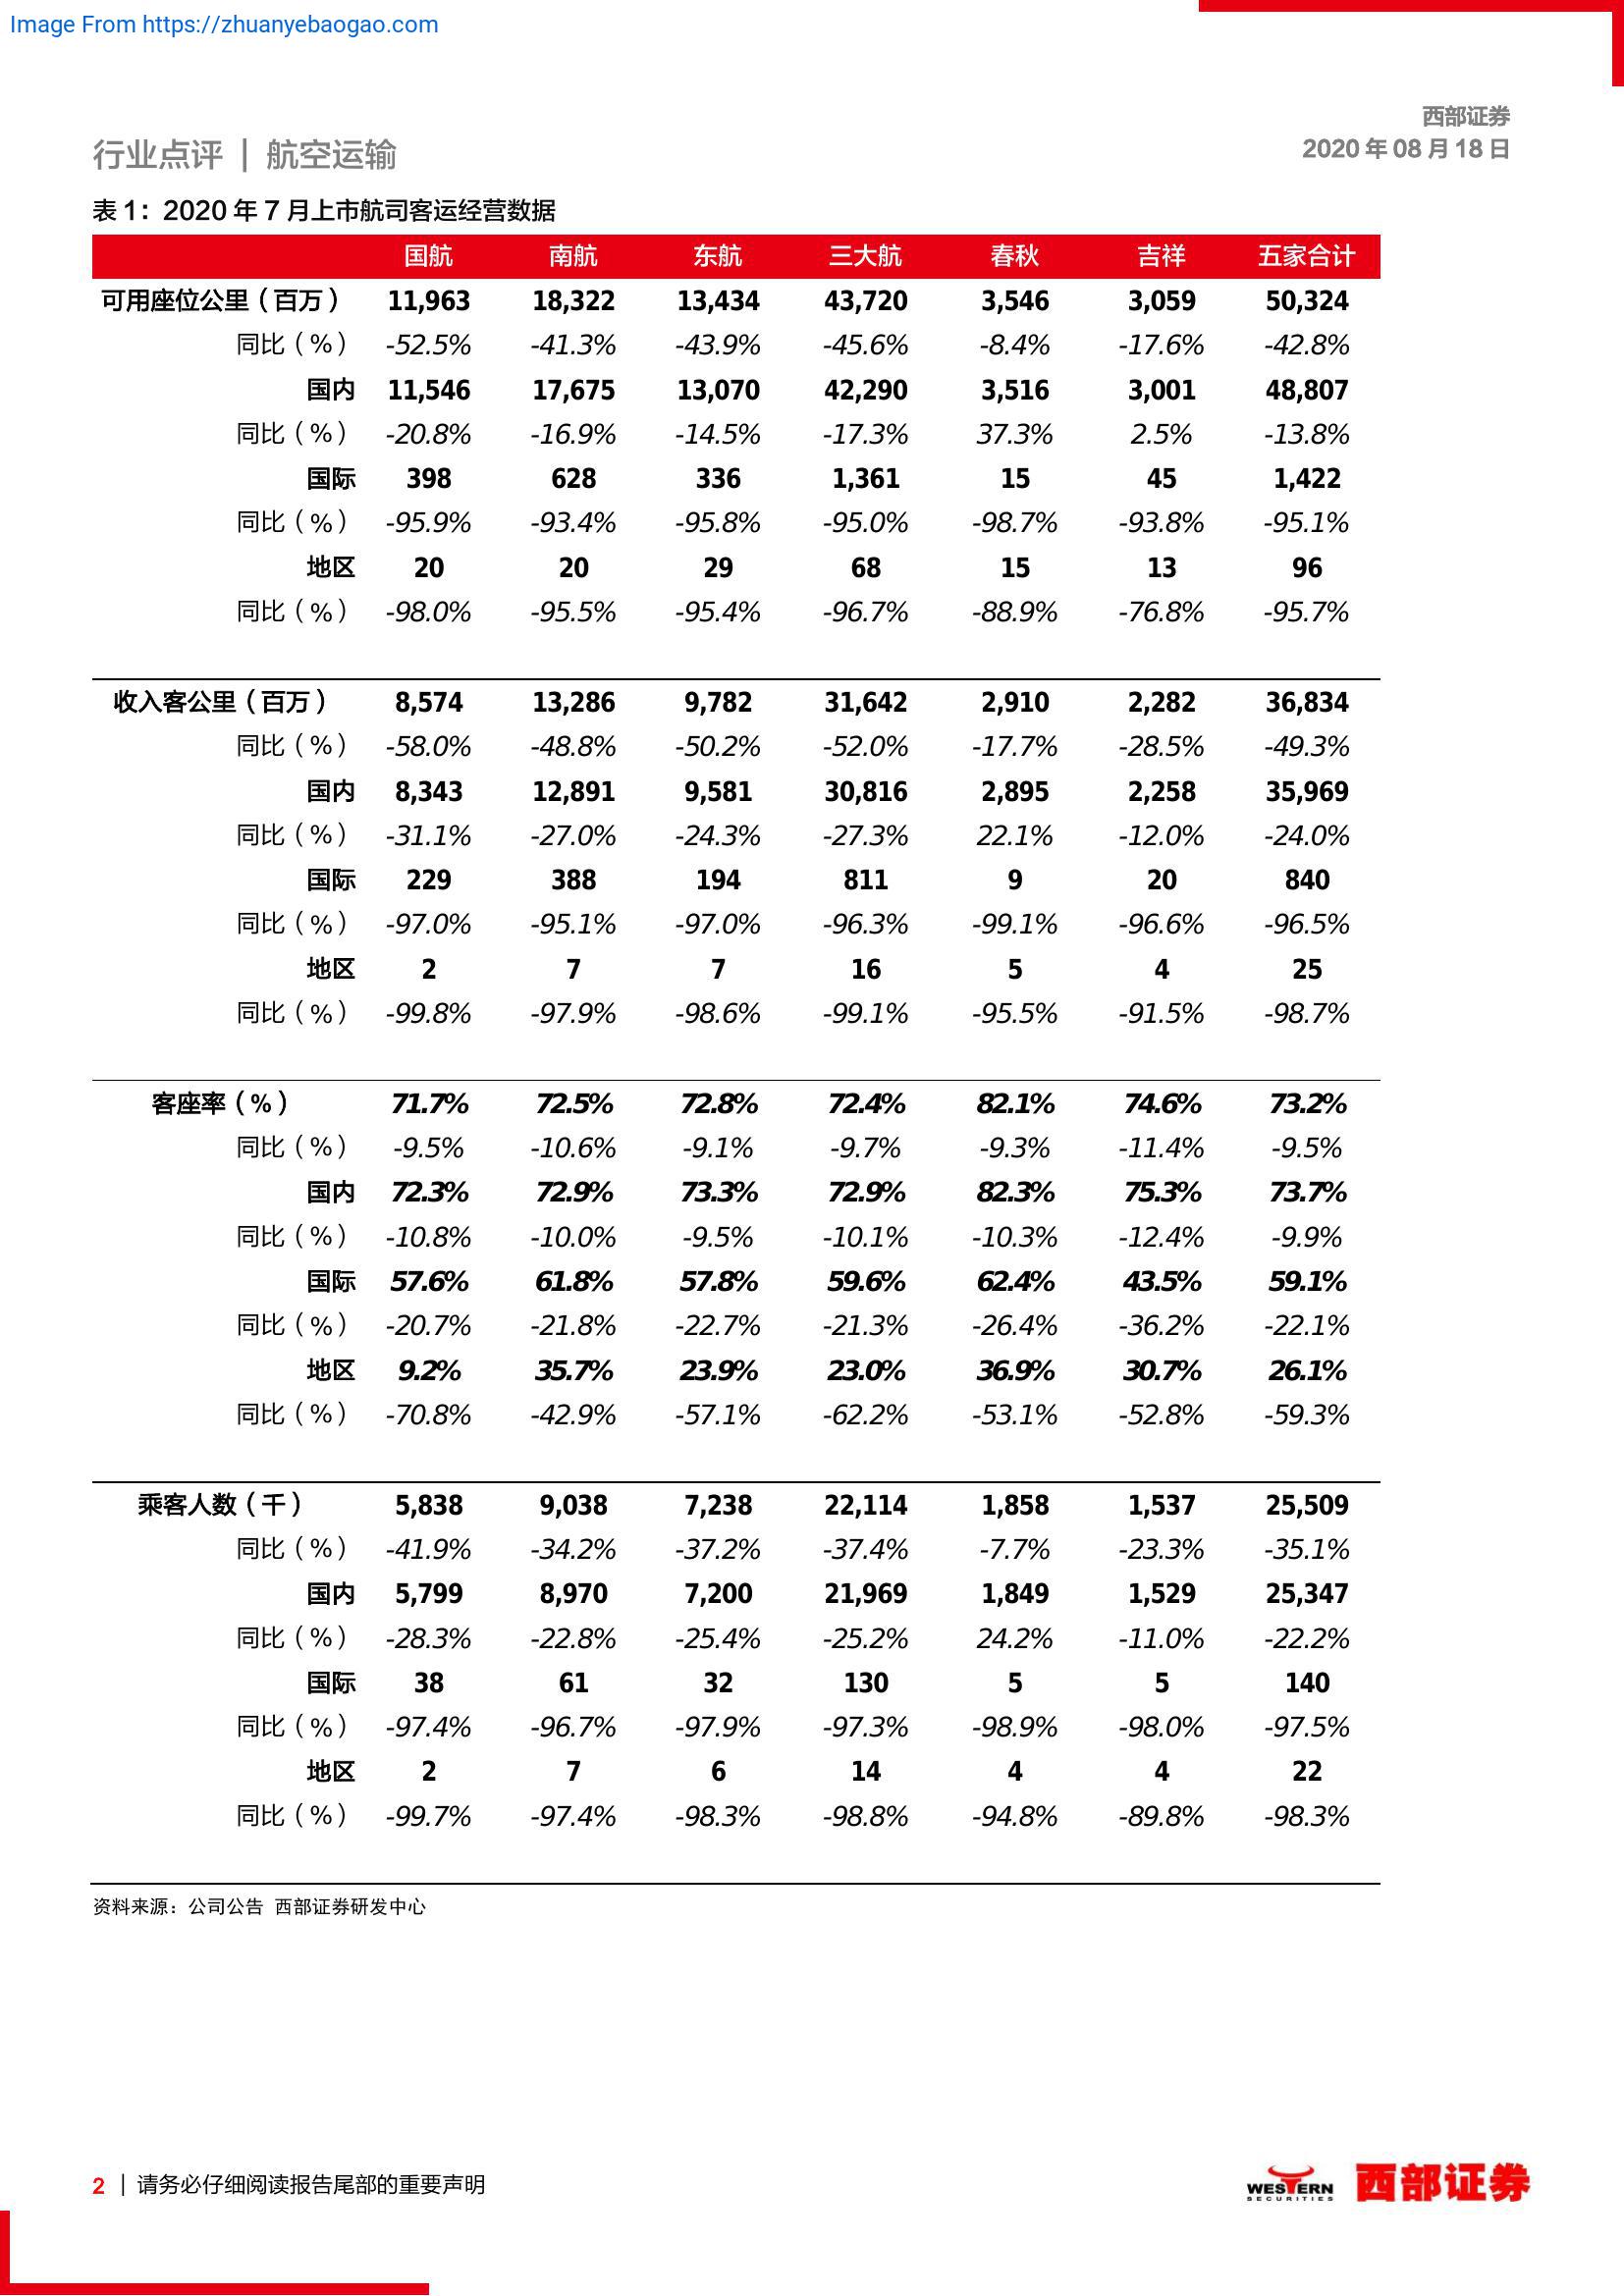 Image From https://zhuanyebaogao.com
西部证券
2020 年 08 月 18 日
行业点评 | 航空运输
表 1：2020 年 7 月上市航司客运经营数据
国航 南航 东航 三大航 春秋 吉祥 五家合计
可用座位公里（百万） 11,963 18,322 13,434 43,720 3,546 3,059 50,324
同比（%） -52.5% -41.3% -43.9% -45.6% -8.4% -17.6% -42.8%
国内 11,546 17,675 13,070 42,290 3,516 3,001 48,807
同比（%） -20.8% -16.9% -14.5% -17.3% 37.3% 2.5% -13.8%
国际 398 628 336 1,361 15 45 1,422
同比（%） -95.9% -93.4% -95.8% -95.0% -98.7% -93.8% -95.1%
地区 20 20 29 68 15 13 96
同比（%） -98.0% -95.5% -95.4% -96.7% -88.9% -76.8% -95.7%
收入客公里（百万） 8,574 13,286 9,782 31,642 2,910 2,282 36,834
同比（%） -58.0% -48.8% -50.2% -52.0% -17.7% -28.5% -49.3%
国内 8,343 12,891 9,581 30,816 2,895 2,258 35,969
同比（%） -31.1% -27.0% -24.3% -27.3% 22.1% -12.0% -24.0%
国际 229 388 194 811 9 20 840
同比（%） -97.0% -95.1% -97.0% -96.3% -99.1% -96.6% -96.5%
地区 2 7 7 16 5 4 25
同比（%） -99.8% -97.9% -98.6% -99.1% -95.5% -91.5% -98.7%
客座率（%） 71.7% 72.5% 72.8% 72.4% 82.1% 74.6% 73.2%
同比（%） -9.5% -10.6% -9.1% -9.7% -9.3% -11.4% -9.5%
国内 72.3% 72.9% 73.3% 72.9% 82.3% 75.3% 73.7%
同比（%） -10.8% -10.0% -9.5% -10.1% -10.3% -12.4% -9.9%
国际 57.6% 61.8% 57.8% 59.6% 62.4% 43.5% 59.1%
同比（%） -20.7% -21.8% -22.7% -21.3% -26.4% -36.2% -22.1%
地区 9.2% 35.7% 23.9% 23.0% 36.9% 30.7% 26.1%
同比（%） -70.8% -42.9% -57.1% -62.2% -53.1% -52.8% -59.3%
乘客人数（千） 5,838 9,038 7,238 22,114 1,858 1,537 25,509
同比（%） -41.9% -34.2% -37.2% -37.4% -7.7% -23.3% -35.1%
国内 5,799 8,970 7,200 21,969 1,849 1,529 25,347
同比（%） -28.3% -22.8% -25.4% -25.2% 24.2% -11.0% -22.2%
国际 38 61 32 130 5 5 140
同比（%） -97.4% -96.7% -97.9% -97.3% -98.9% -98.0% -97.5%
地区 2 7 6 14 4 4 22
同比（%） -99.7% -97.4% -98.3% -98.8% -94.8% -89.8% -98.3%
资料来源：公司公告 西部证券研发中心
2 | 请务必仔细阅读报告尾部的重要声明
WESTERN
SECURITIES
西部证券